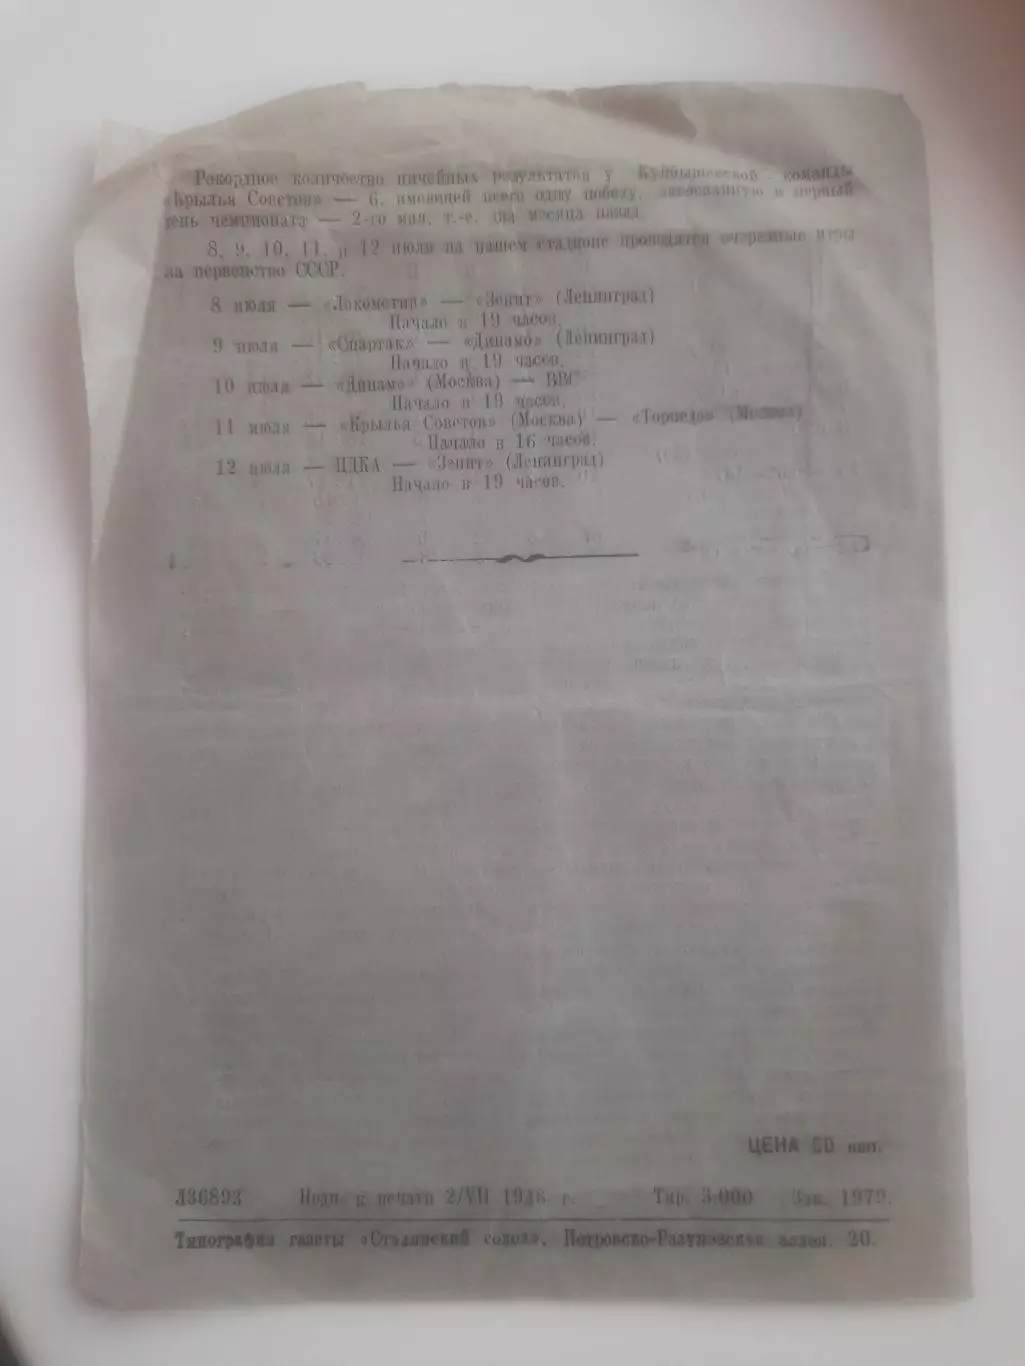 Рекордное количество ничейных результатов у Куйбышевской команды
«Крылья Советов» — 6, имевшей всего одну победу, завоеванную в первый
день чемпионата — 2-го мая, т.-е. два месяца назад.
8, 9, 10, 11, и 12 июля на нашем стадионе проводятся очередные игры
на первенство СССР.
8 июля — «Локомотив» — «Зенит» (Ленинград)
Начало в 19 часов.
9 июля — «Спартак» — «Динамо» (Ленинград)
Начало в 19 часов.
10 июля — «Динамо» (Москва) — ВВС
Начало в 19 часов.
11 июля — «Крылья Советов» (Москва) — «Торпедо» (Москва)
Начало в 16 часов.
12 июля — ЦДКА — «Зенит» (Ленинград)
Начало в 19 часов.
ЦЕНА 50 коп.
Л36893 Подп. к печати 2/VII 1948 г. Тир. 3.000 Зак. 1979.
Типография газеты «Сталинский сокол», Петровско-Разумовская аллея, 20.